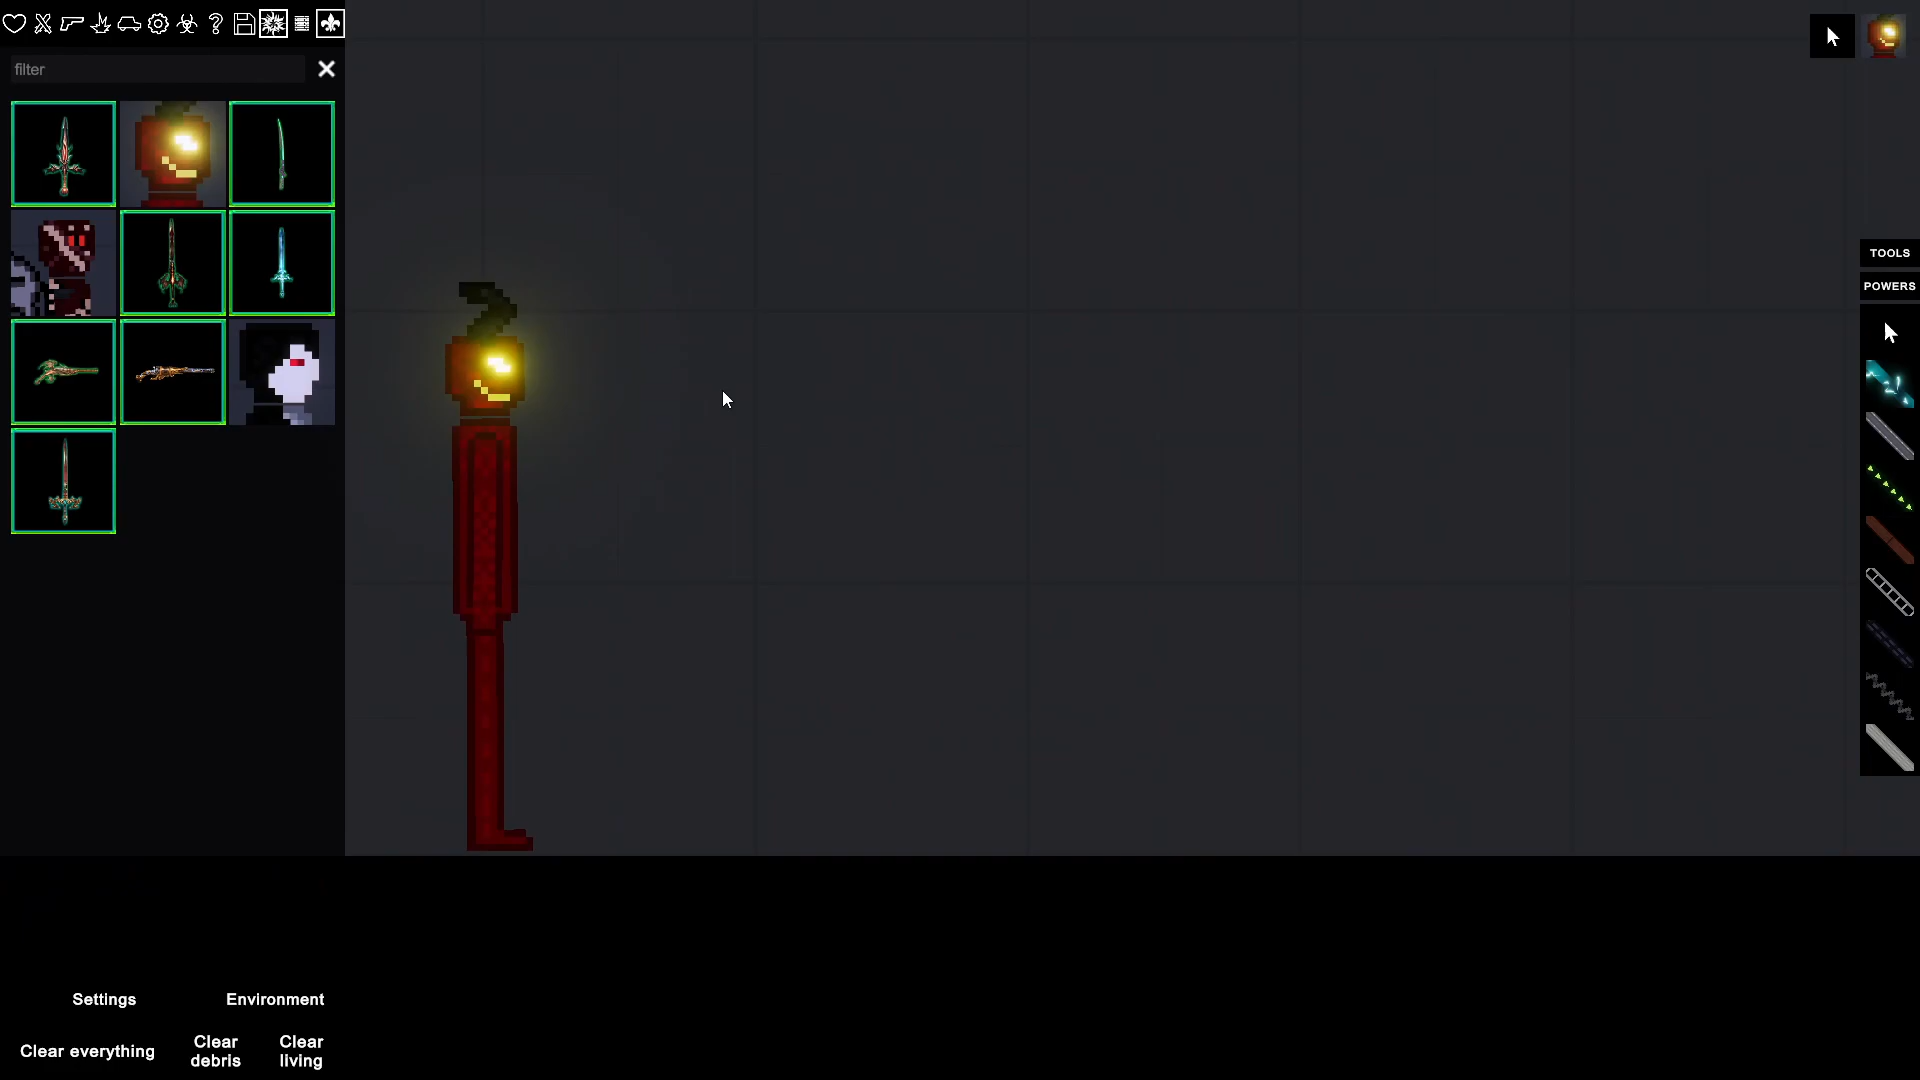 filter
TOOLS
POWERS
Settings
Environment
Clear everything
Clear
debris
Clear
living